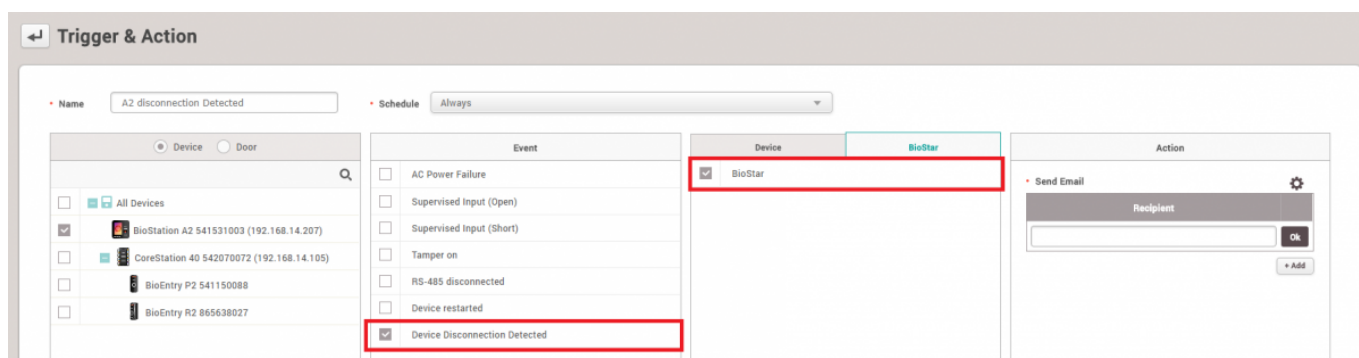 Trigger & Action
• Name A2 disconnection Detected • Schedule Always
Device Door
All Devices
BioStation A2 541531003 (192.168.14.207)
CoreStation 40 542070072 (192.168.14.105)
BioEntry P2 541150088
BioEntry R2 865638027
Event
AC Power Failure
Supervised Input (Open)
Supervised Input (Short)
Tamper on
RS-485 disconnected
Device restarted
Device Disconnection Detected
Device BioStar
BioStar
Action
• Send Email
Recipient
Ok
+ Add